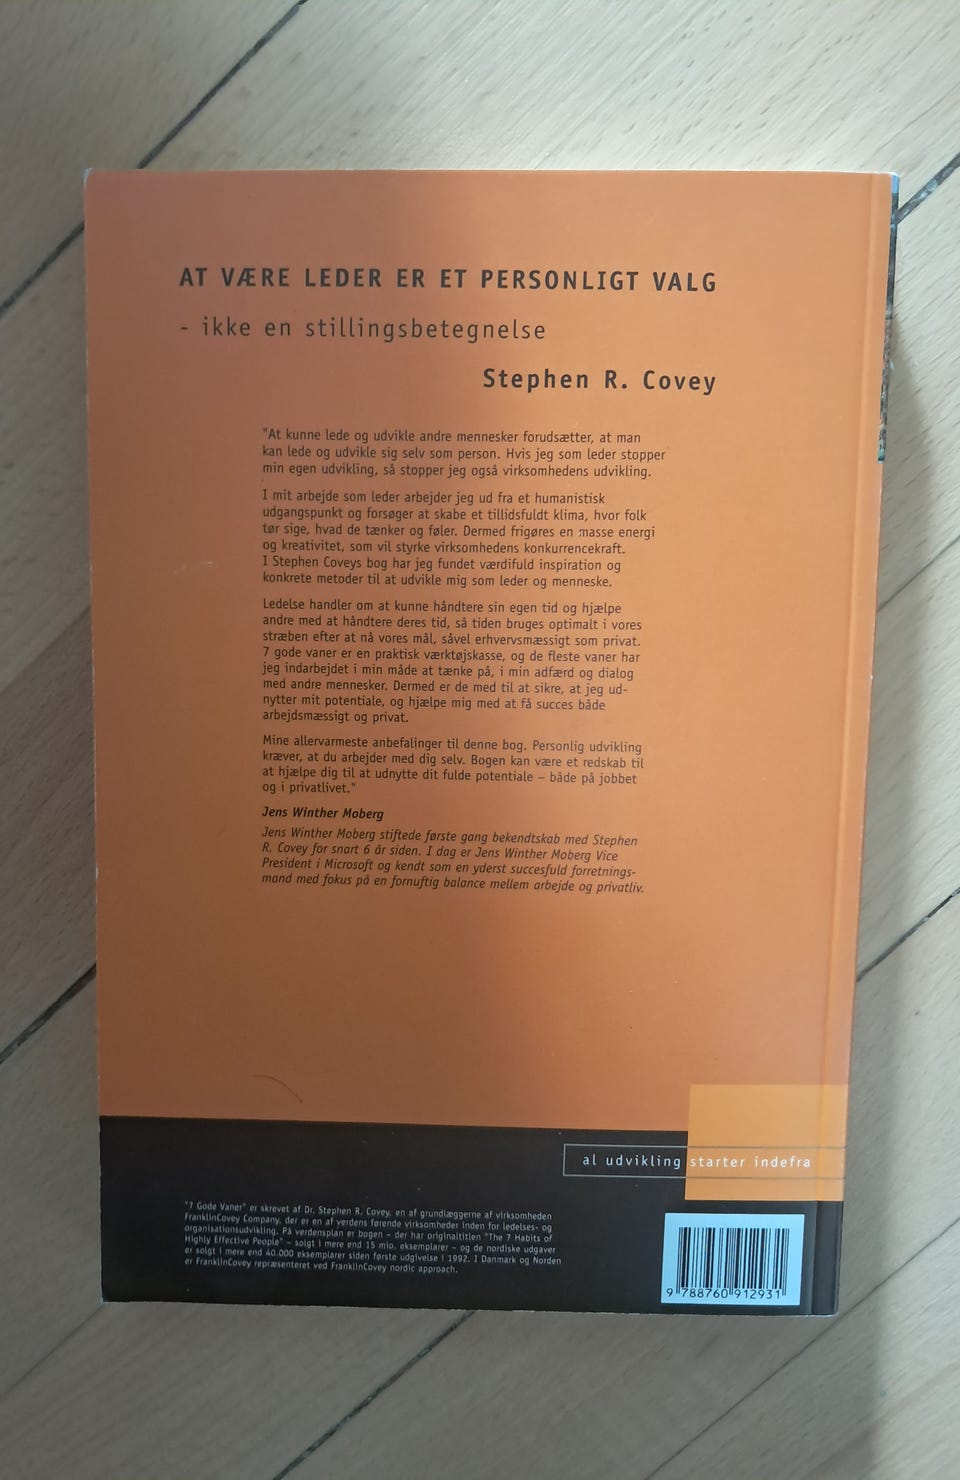 AT VÆRE LEDER ER ET PERSONLIGT VALG
- ikke en stillingsbetegnelse
Stephen R. Covey
"At kunne lede og udvikle andre mennesker forudsætter, at man
kan lede og udvikle sig selv som person. Hvis jeg som leder stopper
min egen udvikling, så stopper jeg også virksomhedens udvikling.
I mit arbejde som leder arbejder jeg ud fra et humanistisk
udgangspunkt og forsøger at skabe et tillidsfuldt klima, hvor folk
tør sige, hvad de tænker og føler. Dermed frigøres en masse energi
og kreativitet, som vil styrke virksomhedens konkurrencekraft.
I Stephen Coveys bog har jeg fundet værdifuld inspiration og
konkrete metoder til at udvikle mig som leder og menneske.
Ledelse handler om at kunne håndtere sin egen tid og hjælpe
andre med at håndtere deres tid, så tiden bruges optimalt i vores
stræben efter at nå vores mål, såvel erhvervsmæssigt som privat.
7 gode vaner er en praktisk værktøjskasse, og de fleste vaner har
jeg indarbejdet i min måde at tænke på, i min adfærd og dialog
med andre mennesker. Dermed er de med til at sikre, at jeg ud-
nytter mit potentiale, og hjælpe mig med at få succes både
arbejdsmæssigt og privat.
Mine allervarmeste anbefalinger til denne bog. Personlig udvikling
kræver, at du arbejder med dig selv. Bogen kan være et redskab til
at hjælpe dig til at udnytte dit fulde potentiale – både på jobbet
og i privatlivet."
Jens Winther Moberg
Jens Winther Moberg stiftede første gang bekendtskab med Stephen
R. Covey for snart 6 år siden. I dag er Jens Winther Moberg Vice
President i Microsoft og kendt som en yderst succesfuld forretnings-
mand med fokus på en fornuftig balance mellem arbejde og privatliv.
al udvikling starter indefra
"7 Gode Vaner" er skrevet af Dr. Stephen R. Covey, en af grundlæggerne af virksomheden
FranklinCovey Company, der er en af verdens førende virksomheder inden for ledelses- og
organisationsudvikling. På verdensplan er bogen – der har originaltitlen "The 7 Habits of
Highly Effective People" – solgt i mere end 15 mio. eksemplarer – og de nordiske udgaver
er solgt i mere end 40.000 eksemplarer siden første udgivelse i 1992. I Danmark og Norden
er FranklinCovey repræsenteret ved FranklinCovey nordic approach.
9 788760 912931